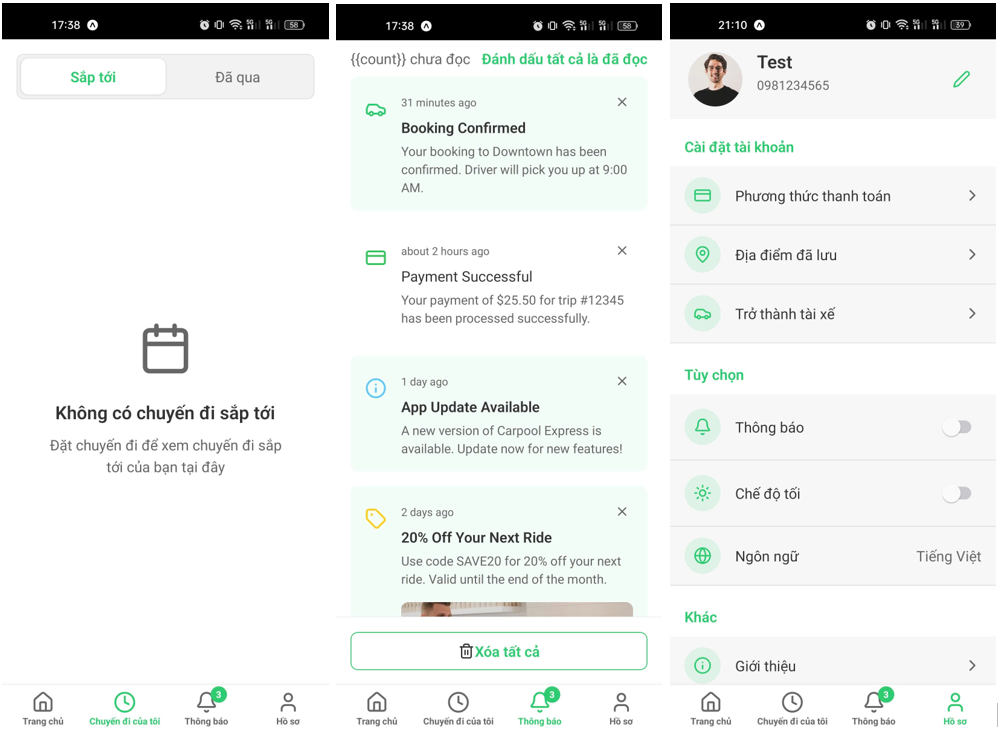 17:38
5G
5G
58
Sắp tới
Đã qua
Không có chuyến đi sắp tới
Đặt chuyến đi để xem chuyến đi sắp
tới của bạn tại đây
Trang chủ
Chuyến đi của tôi
3
Thông báo
Hồ sơ
17:38
5G
5G
58
{{count}} chưa đọc
Đánh dấu tất cả là đã đọc
31 minutes ago
Booking Confirmed
Your booking to Downtown has been
confirmed. Driver will pick you up at 9:00
AM.
about 2 hours ago
Payment Successful
Your payment of $25.50 for trip #12345
has been processed successfully.
1 day ago
App Update Available
A new version of Carpool Express is
available. Update now for new features!
2 days ago
20% Off Your Next Ride
Use code SAVE20 for 20% off your next
ride. Valid until the end of the month.
Xóa tất cả
Trang chủ
Chuyến đi của tôi
3
Thông báo
Hồ sơ
21:10
5G
5G
39
Test
0981234565
Cài đặt tài khoản
Phương thức thanh toán
Địa điểm đã lưu
Trở thành tài xế
Tùy chọn
Thông báo
Chế độ tối
Ngôn ngữ
Tiếng Việt
Khác
Giới thiệu
Trang chủ
Chuyến đi của tôi
3
Thông báo
Hồ sơ